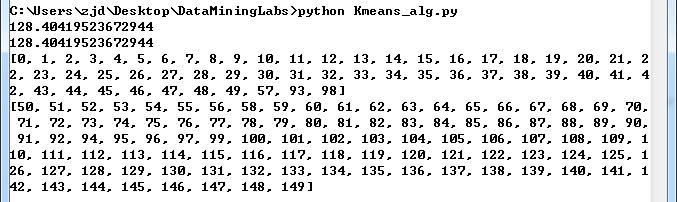 C:\Users\zjd\Desktop\DataMiningLabs>python Kmeans_alg.py
128.40419523672944
128.40419523672944
[0, 1, 2, 3, 4, 5, 6, 7, 8, 9, 10, 11, 12, 13, 14, 15, 16, 17, 18, 19, 20, 21, 2
2, 23, 24, 25, 26, 27, 28, 29, 30, 31, 32, 33, 34, 35, 36, 37, 38, 39, 40, 41, 4
2, 43, 44, 45, 46, 47, 48, 49, 57, 93, 98]
[50, 51, 52, 53, 54, 55, 56, 58, 59, 60, 61, 62, 63, 64, 65, 66, 67, 68, 69, 70,
 71, 72, 73, 74, 75, 76, 77, 78, 79, 80, 81, 82, 83, 84, 85, 86, 87, 88, 89, 90,
 91, 92, 94, 95, 96, 97, 99, 100, 101, 102, 103, 104, 105, 106, 107, 108, 109, 1
10, 111, 112, 113, 114, 115, 116, 117, 118, 119, 120, 121, 122, 123, 124, 125, 1
26, 127, 128, 129, 130, 131, 132, 133, 134, 135, 136, 137, 138, 139, 140, 141, 1
42, 143, 144, 145, 146, 147, 148, 149]